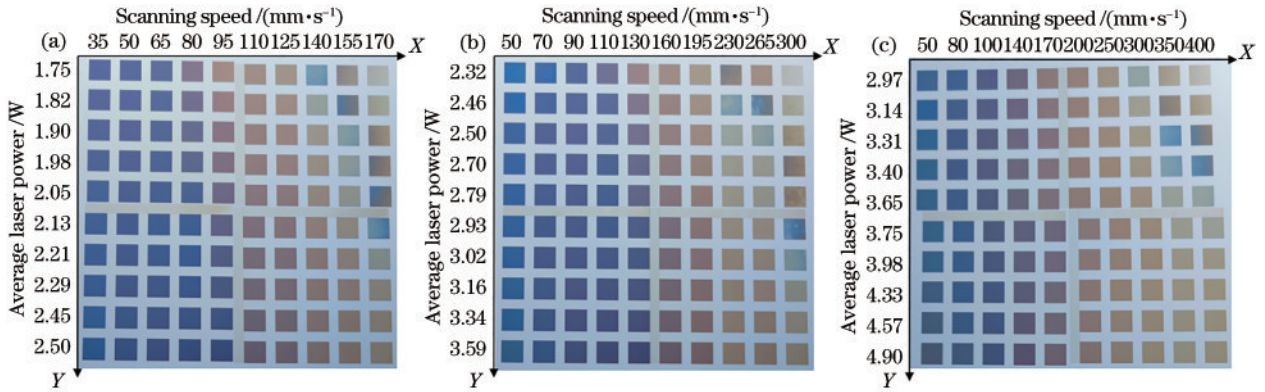 Scanning speed /(mm·s⁻¹)
(a) 35 50 65 80 95 110 125 140 155 170 X
Average laser power /W
1.75
1.82
1.90
1.98
2.05
2.13
2.21
2.29
2.45
2.50
Y
Scanning speed /(mm·s⁻¹)
(b) 50 70 90 110 130 160 195 230 265 300 X
Average laser power /W
2.32
2.46
2.50
2.70
2.79
2.93
3.02
3.16
3.34
3.59
Y
Scanning speed /(mm·s⁻¹)
(c) 50 80 100 140 170 200 250 300 350 400 X
Average laser power /W
2.97
3.14
3.31
3.40
3.65
3.75
3.98
4.33
4.57
4.90
Y